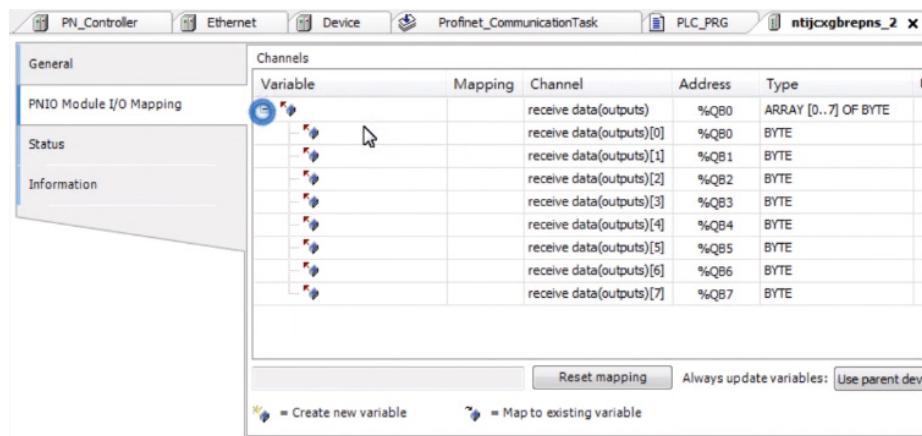 PN_Controller Ethernet Device Profinet_CommunicationTask PLC_PRG ntijcxgbrepns_2 x
General
PNIO Module I/O Mapping
Status
Information
Channels
Variable Mapping Channel Address Type
receive data(outputs) %QB0 ARRAY [0..7] OF BYTE
receive data(outputs)[0] %QB0 BYTE
receive data(outputs)[1] %QB1 BYTE
receive data(outputs)[2] %QB2 BYTE
receive data(outputs)[3] %QB3 BYTE
receive data(outputs)[4] %QB4 BYTE
receive data(outputs)[5] %QB5 BYTE
receive data(outputs)[6] %QB6 BYTE
receive data(outputs)[7] %QB7 BYTE
Reset mapping Always update variables: Use parent dev
= Create new variable = Map to existing variable